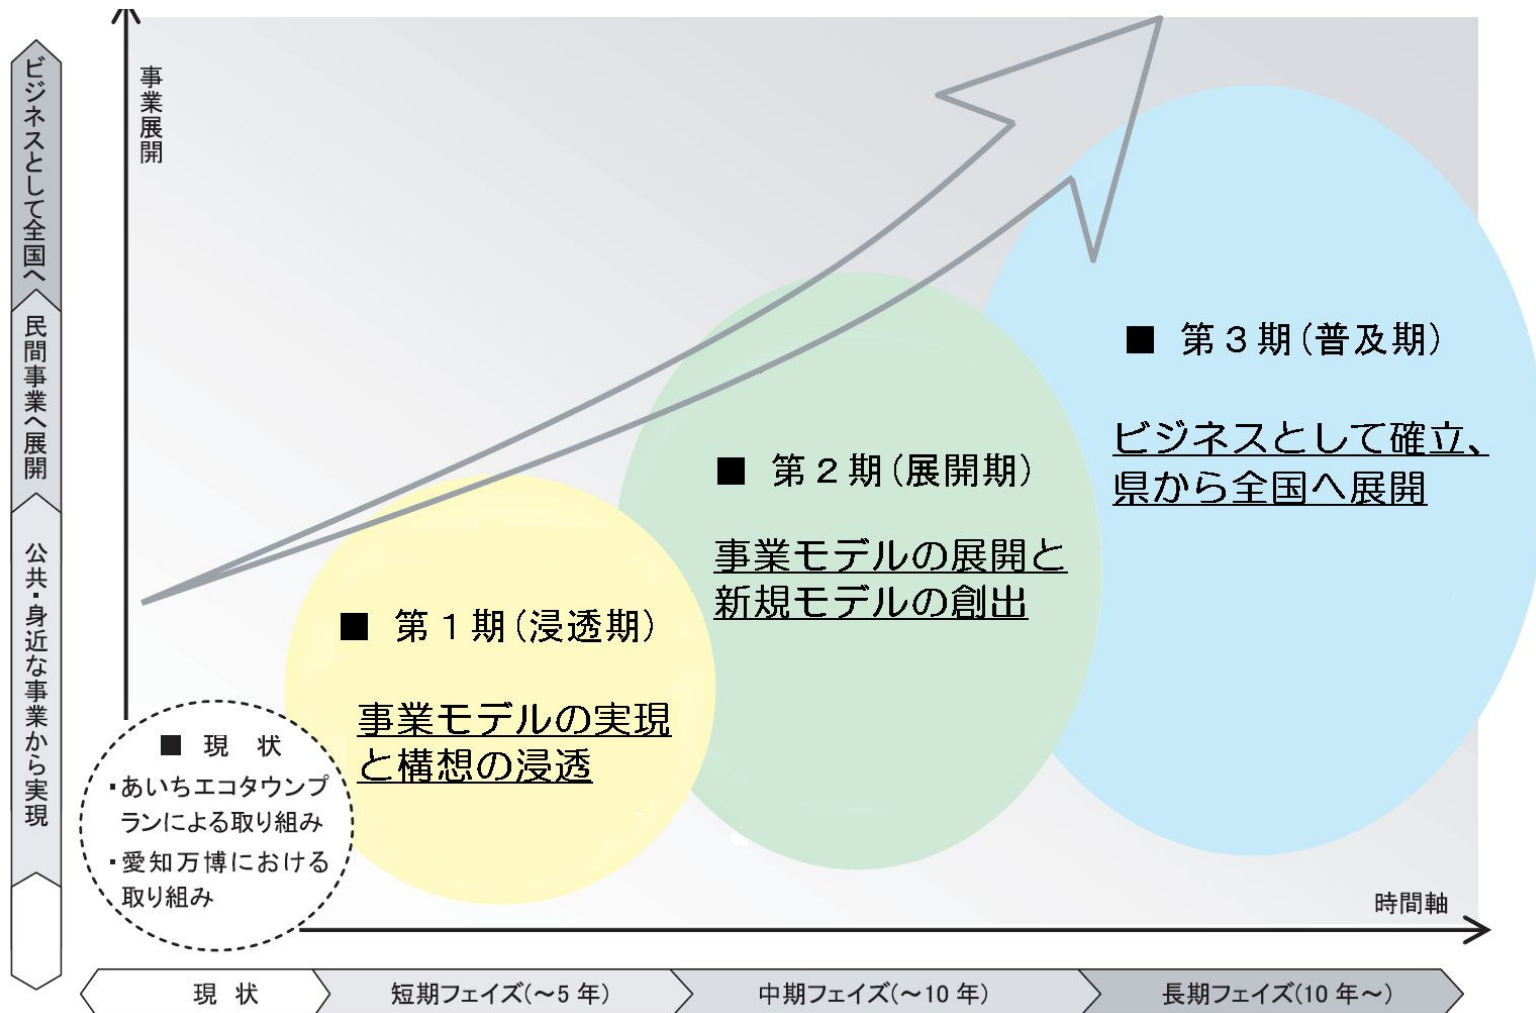 事業展開
ビジネスとして全国へ
民間事業へ展開
公共・身近な事業から実現
■ 第3期(普及期)
ビジネスとして確立、
県から全国へ展開
■ 第2期(展開期)
事業モデルの展開と
新規モデルの創出
■ 第1期(浸透期)
事業モデルの実現
と構想の浸透
■ 現 状
・あいちエコタウンプ
ランによる取り組み
・愛知万博における
取り組み
時間軸
現 状
短期フェイズ(～5年)
中期フェイズ(～10年)
長期フェイズ(10年～)